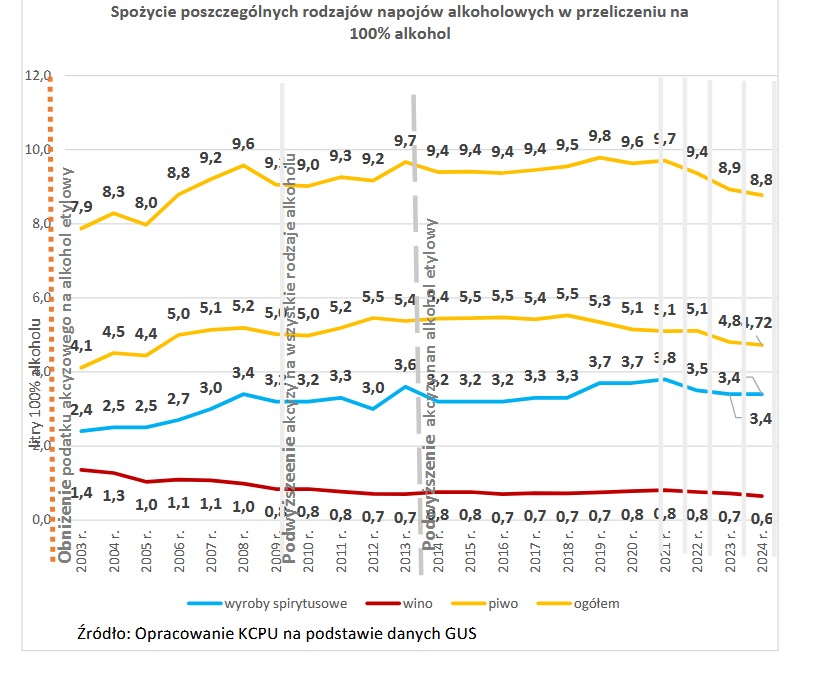 Spożycie poszczególnych rodzajów napojów alkoholowych w przeliczeniu na
100% alkohol
litry 100% alkoholu
12,0
10,0
8,0
6,0
4,0
2,0
0,0
Obniżenie podatku akcyzowego na alkohol etylowy
Podwyższeenie akcyzy na wszystkie rodzaje alkoholu
Podwyższenie akcyznan alkohol etylowy
7,9 8,3 8,0 8,8 9,2 9,6 9,0 9,3 9,2 9,7 9,4 9,4 9,4 9,4 9,5 9,8 9,6 9,7 9,4 8,9 8,8
4,1 4,5 4,4 5,0 5,1 5,2 5,0 5,0 5,2 5,5 5,4 5,4 5,5 5,5 5,4 5,5 5,3 5,1 5,1 5,1 4,8 4,72
2,4 2,5 2,5 2,7 3,0 3,4 3,2 3,2 3,3 3,0 3,6 3,2 3,2 3,2 3,3 3,3 3,7 3,7 3,8 3,5 3,4 3,4
1,4 1,3 1,0 1,1 1,1 1,0 0,8 0,8 0,8 0,7 0,7 0,8 0,8 0,7 0,7 0,7 0,7 0,8 0,8 0,8 0,7 0,6
2003 r. 2004 r. 2005 r. 2006 r. 2007 r. 2008 r. 2009 r. 2010 r. 2011 r. 2012 r. 2013 r. 2014 r. 2015 r. 2016 r. 2017 r. 2018 r. 2019 r. 2020 r. 2021 r. 2022 r. 2023 r. 2024 r.
wyroby spirytusowe wino piwo ogółem
Źródło: Opracowanie KCPU na podstawie danych GUS